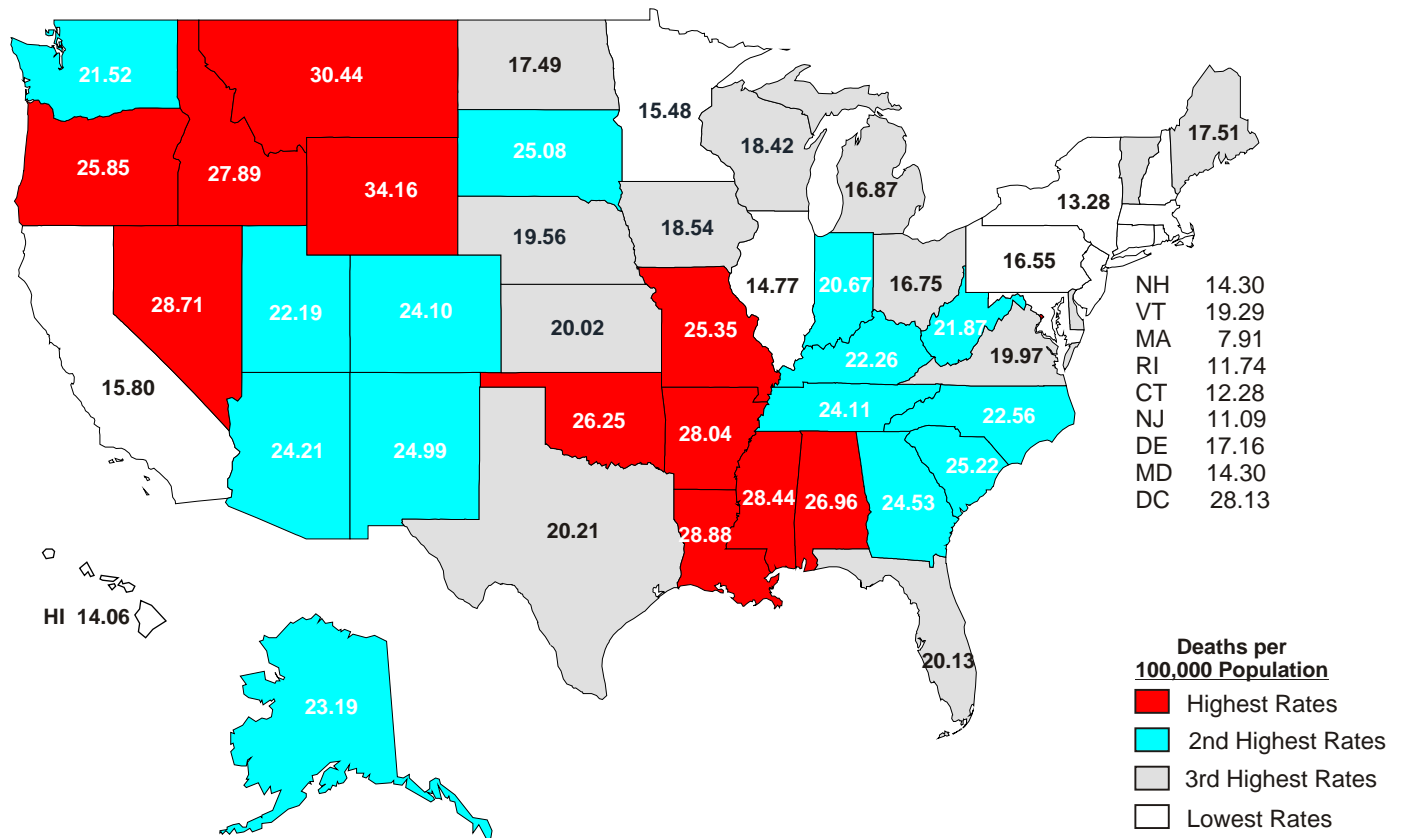 21.52
30.44
17.49
15.48
17.51
25.85
27.89
34.16
25.08
18.42
16.87
13.28
19.56
18.54
16.55
28.71
22.19
24.10
20.02
14.77
20.67
16.75
21.87
19.97
25.35
22.26
15.80
24.21
24.99
26.25
28.04
24.11
22.56
25.22
28.44
26.96
24.53
20.21
28.88
20.13
HI 14.06
23.19
NH 14.30
VT 19.29
MA 7.91
RI 11.74
CT 12.28
NJ 11.09
DE 17.16
MD 14.30
DC 28.13
Deaths per
100,000 Population
Highest Rates
2nd Highest Rates
3rd Highest Rates
Lowest Rates